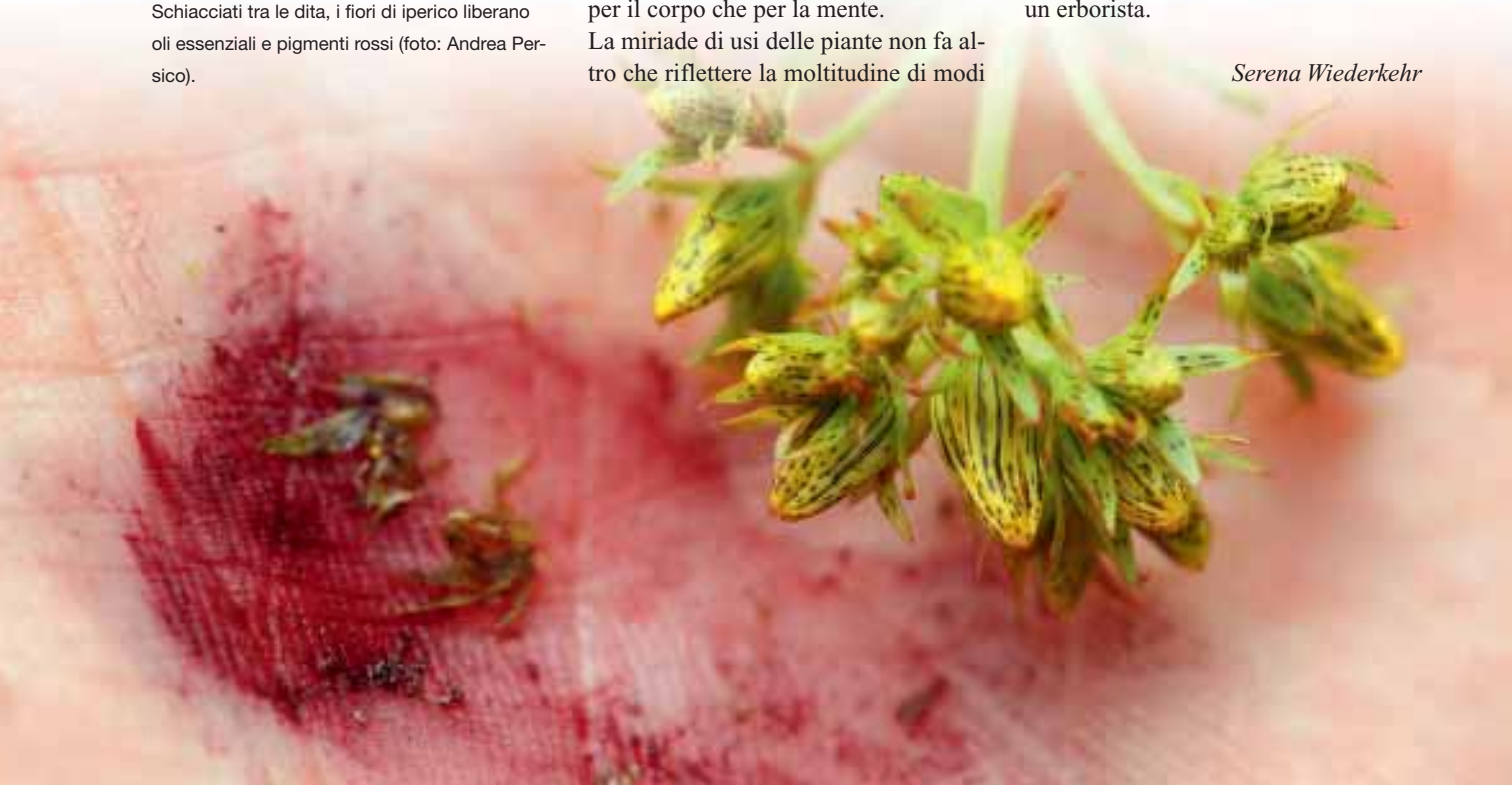 Schiacciati tra le dita, i fiori di iperico liberano
oli essenziali e pigmenti rossi (foto: Andrea Per-
sico).
per il corpo che per la mente.
La miriade di usi delle piante non fa al-
tro che riflettere la moltitudine di modi
un erborista.
Serena Wiederkehr